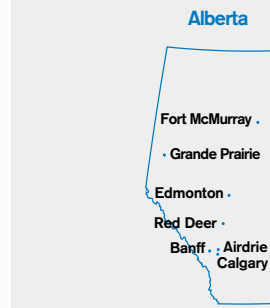 Alberta
Fort McMurray
Grande Prairie
Edmonton
Red Deer
Banff
Airdrie
Calgary